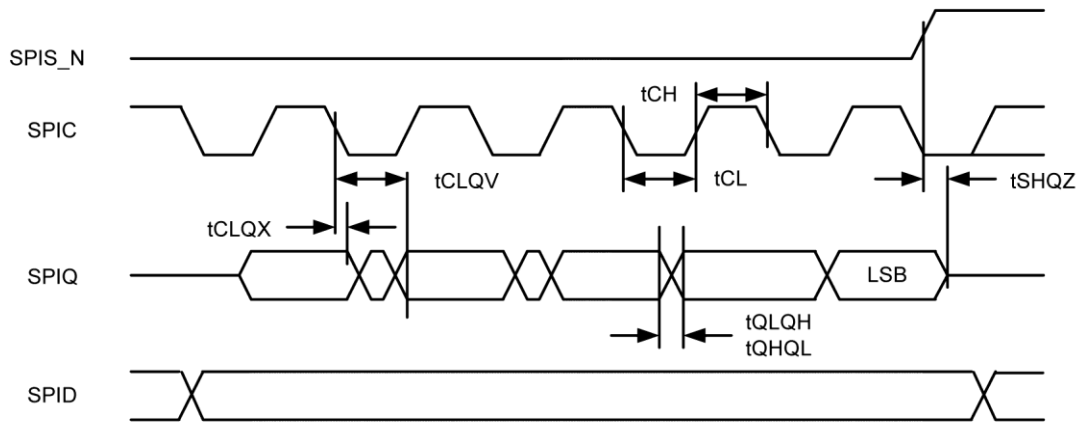 SPIS_N
tCH
SPIC
tCLQV
tCL
tSHQZ
tCLQX
SPIQ
LSB
tQLQH
tQHQL
SPID